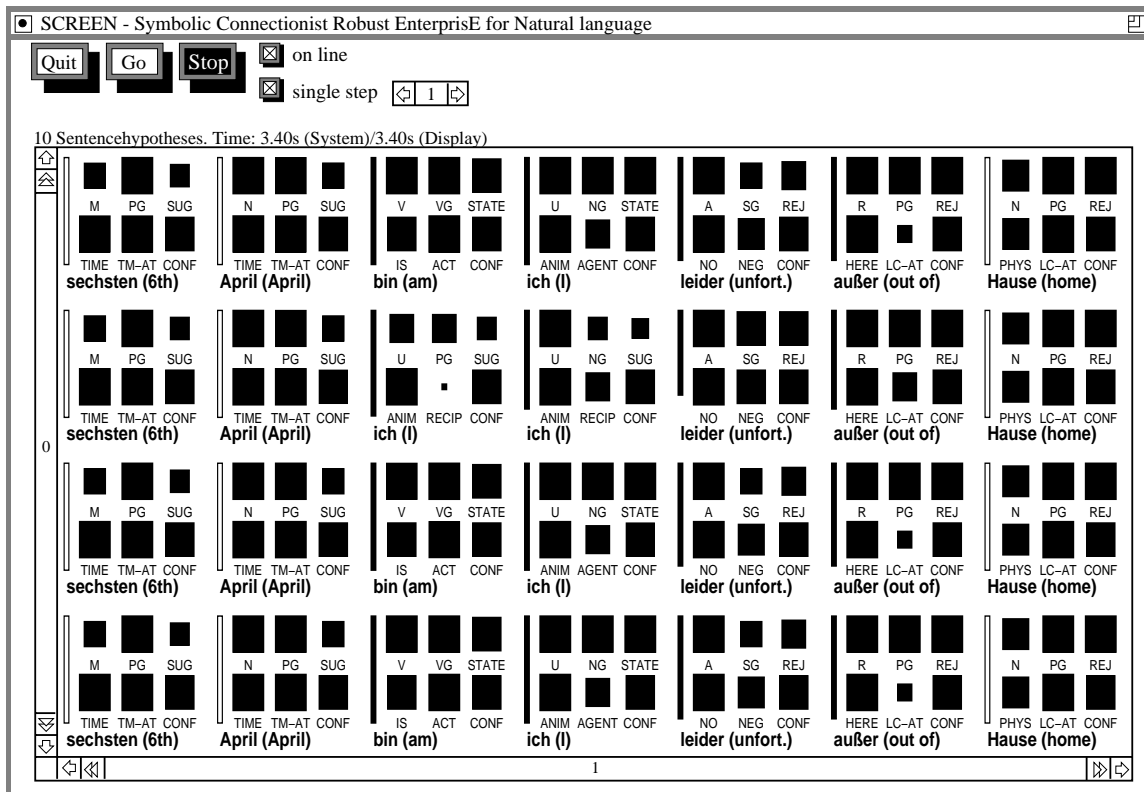 SCREEN - Symbolic Connectionist Robust EnterprisE for Natural language
Quit Go Stop on line
single step 1
10 Sentencehypotheses. Time: 3.40s (System)/3.40s (Display)
M PG SUG N PG SUG V VG STATE U NG STATE A SG REJ R PG REJ N PG REJ
TIME TM-AT CONF TIME TM-AT CONF IS ACT CONF ANIM AGENT CONF NO NEG CONF HERE LC-AT CONF PHYS LC-AT CONF
sechsten (6th) April (April) bin (am) ich (I) leider (unfort.) außer (out of) Hause (home)
M PG SUG N PG SUG U PG SUG U NG SUG A SG REJ R PG REJ N PG REJ
TIME TM-AT CONF TIME TM-AT CONF ANIM RECIP CONF ANIM RECIP CONF NO NEG CONF HERE LC-AT CONF PHYS LC-AT CONF
sechsten (6th) April (April) ich (I) ich (I) leider (unfort.) außer (out of) Hause (home)
0
M PG SUG N PG SUG V VG STATE U NG STATE A SG REJ R PG REJ N PG REJ
TIME TM-AT CONF TIME TM-AT CONF IS ACT CONF ANIM AGENT CONF NO NEG CONF HERE LC-AT CONF PHYS LC-AT CONF
sechsten (6th) April (April) bin (am) ich (I) leider (unfort.) außer (out of) Hause (home)
M PG SUG N PG SUG V VG STATE U NG STATE A SG REJ R PG REJ N PG REJ
TIME TM-AT CONF TIME TM-AT CONF IS ACT CONF ANIM AGENT CONF NO NEG CONF HERE LC-AT CONF PHYS LC-AT CONF
sechsten (6th) April (April) bin (am) ich (I) leider (unfort.) außer (out of) Hause (home)
1